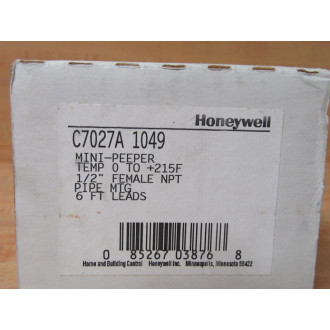 Honeywell
C7027A 1049
MINI-PEEPER
TEMP 0 TO +215F
1/2" FEMALE NPT
PIPE MTG
6 FT LEADS
0 85267 03876 8
Home and Building Control Honeywell Inc. Minneapolis, Minnesota 55422